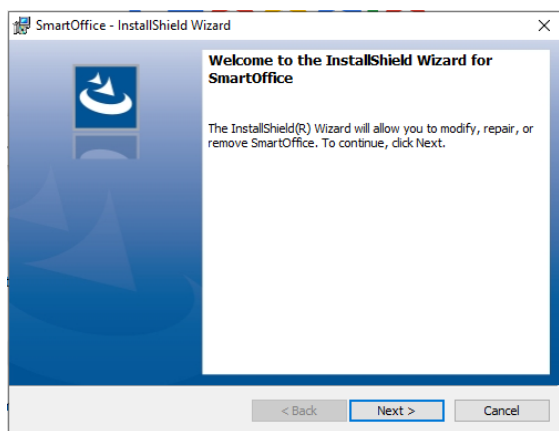 SmartOffice - InstallShield Wizard
Welcome to the InstallShield Wizard for
SmartOffice
The InstallShield(R) Wizard will allow you to modify, repair, or
remove SmartOffice. To continue, click Next.
< Back
Next >
Cancel